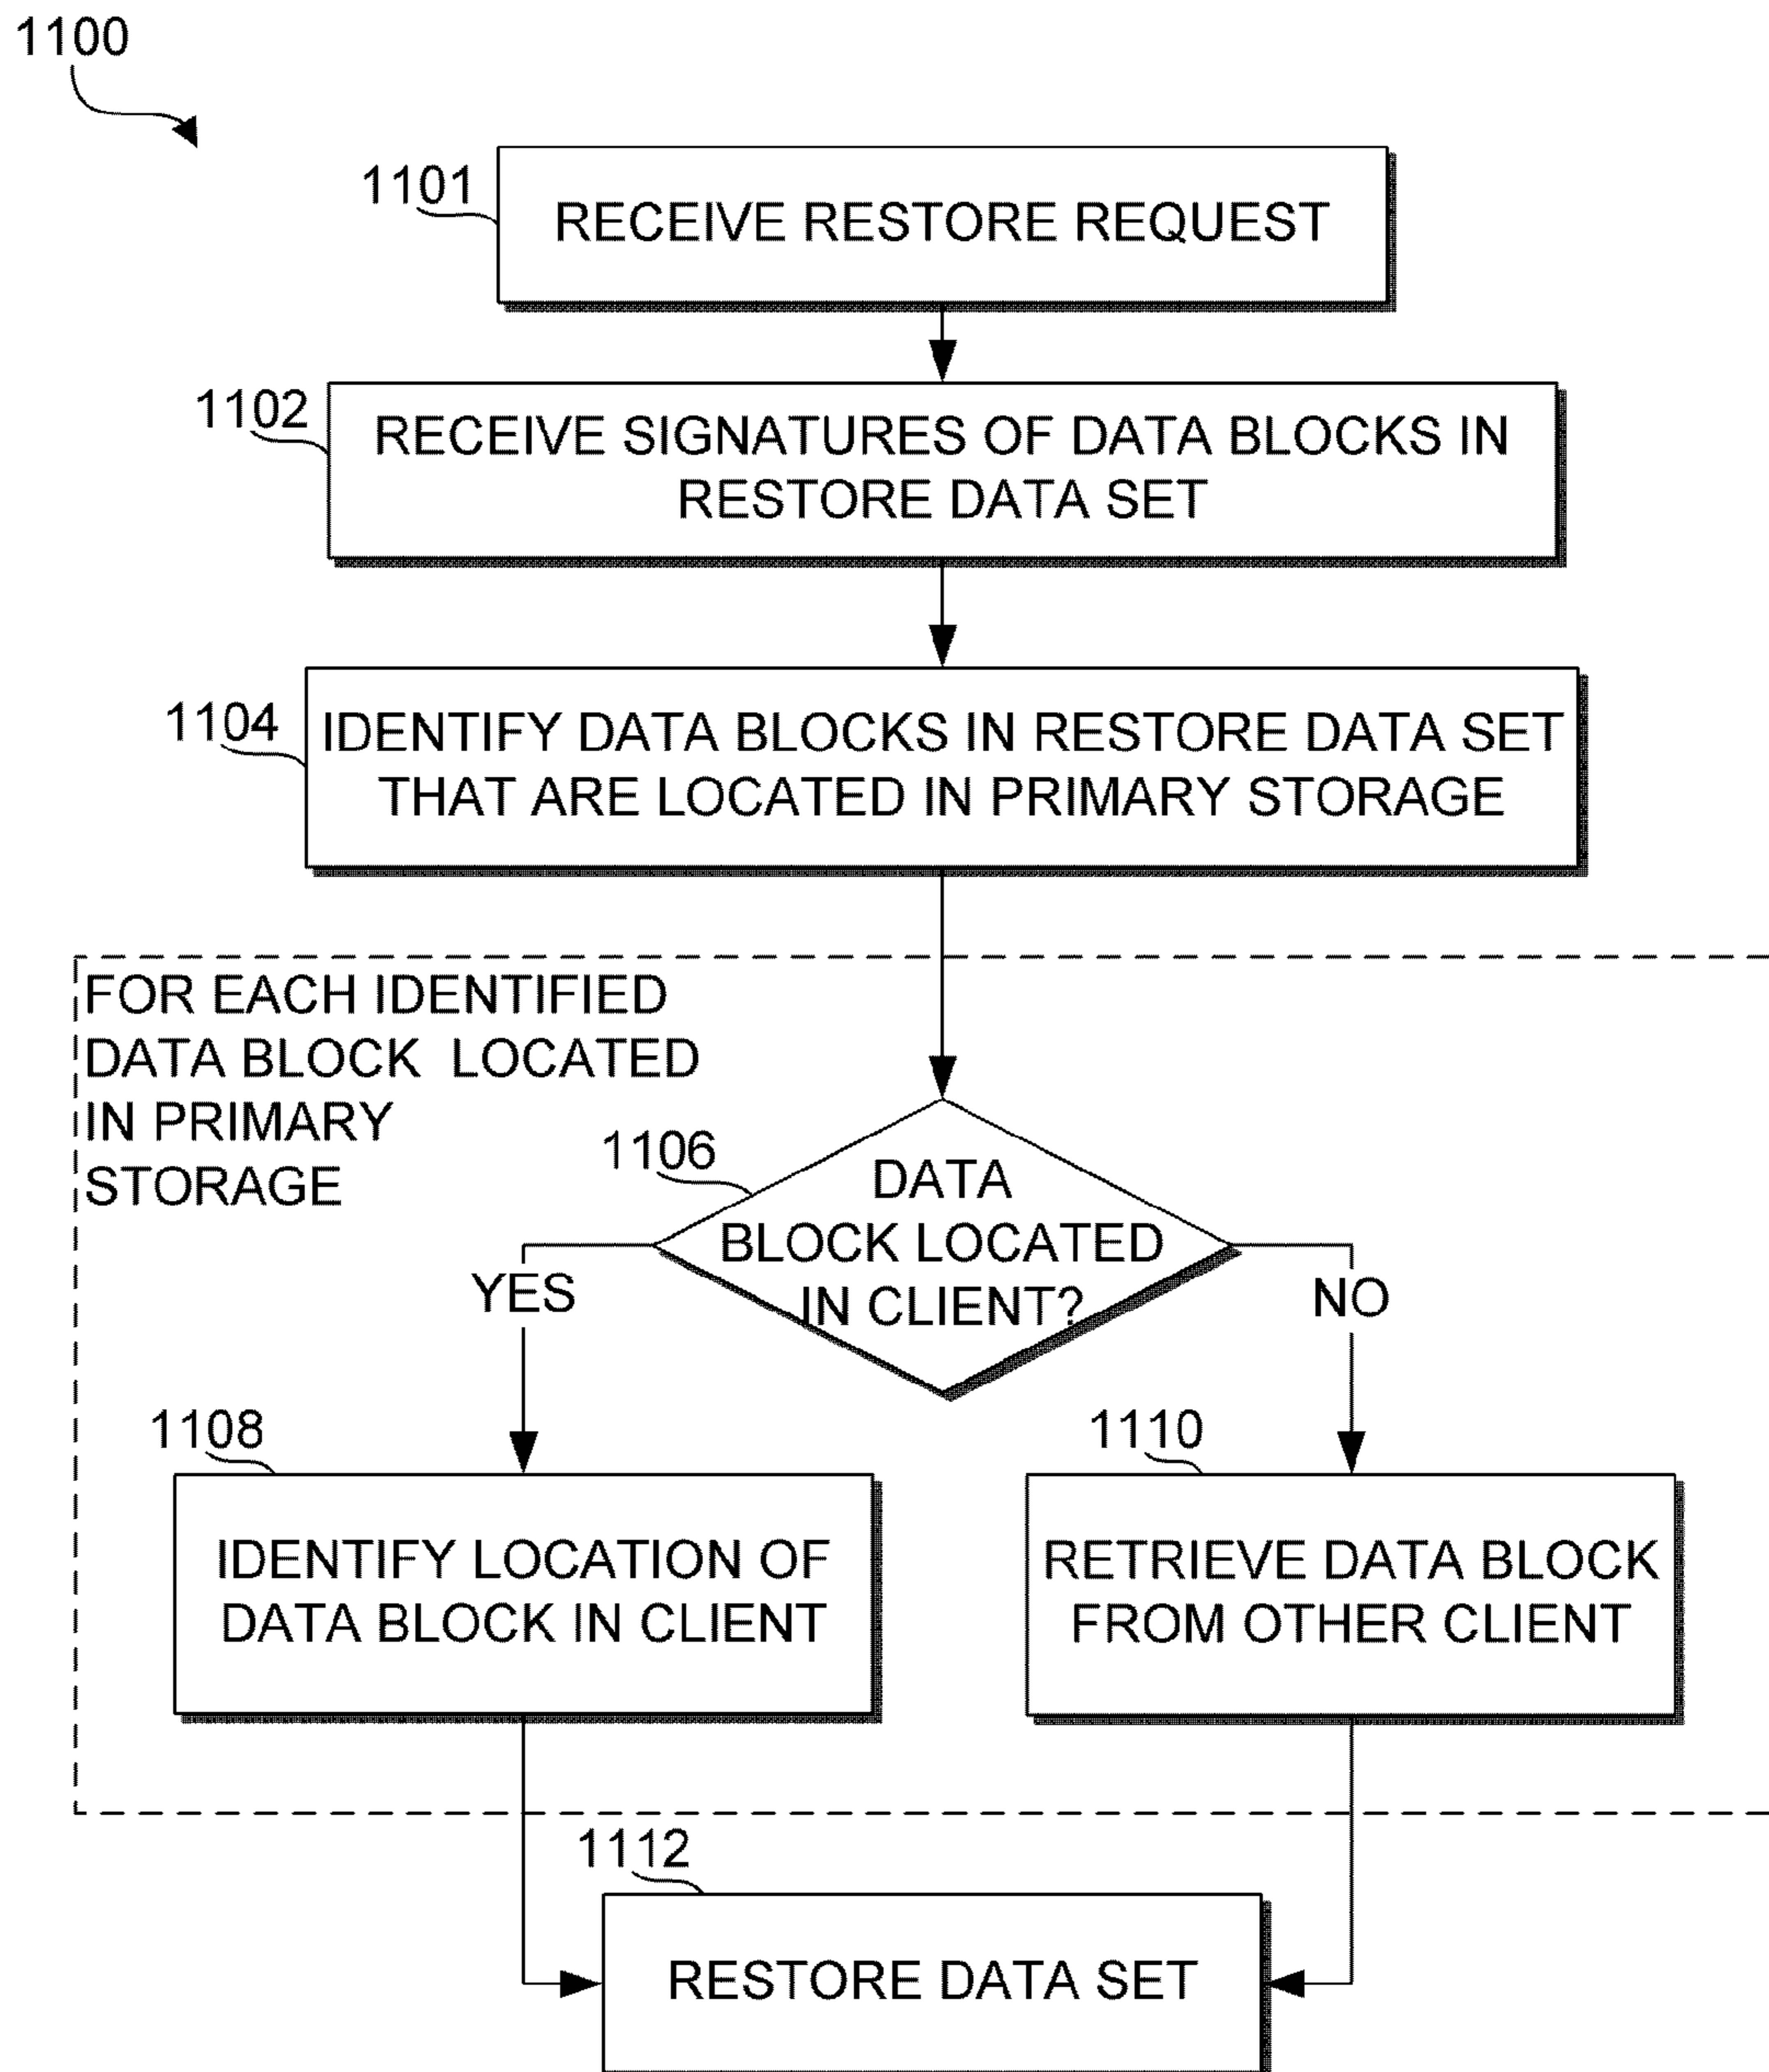 1100
1101
RECEIVE RESTORE REQUEST
1102
RECEIVE SIGNATURES OF DATA BLOCKS IN
RESTORE DATA SET
1104
IDENTIFY DATA BLOCKS IN RESTORE DATA SET
THAT ARE LOCATED IN PRIMARY STORAGE
FOR EACH IDENTIFIED
DATA BLOCK LOCATED
IN PRIMARY
STORAGE
1106
DATA
BLOCK LOCATED
IN CLIENT?
YES
NO
1108
IDENTIFY LOCATION OF
DATA BLOCK IN CLIENT
1110
RETRIEVE DATA BLOCK
FROM OTHER CLIENT
1112
RESTORE DATA SET